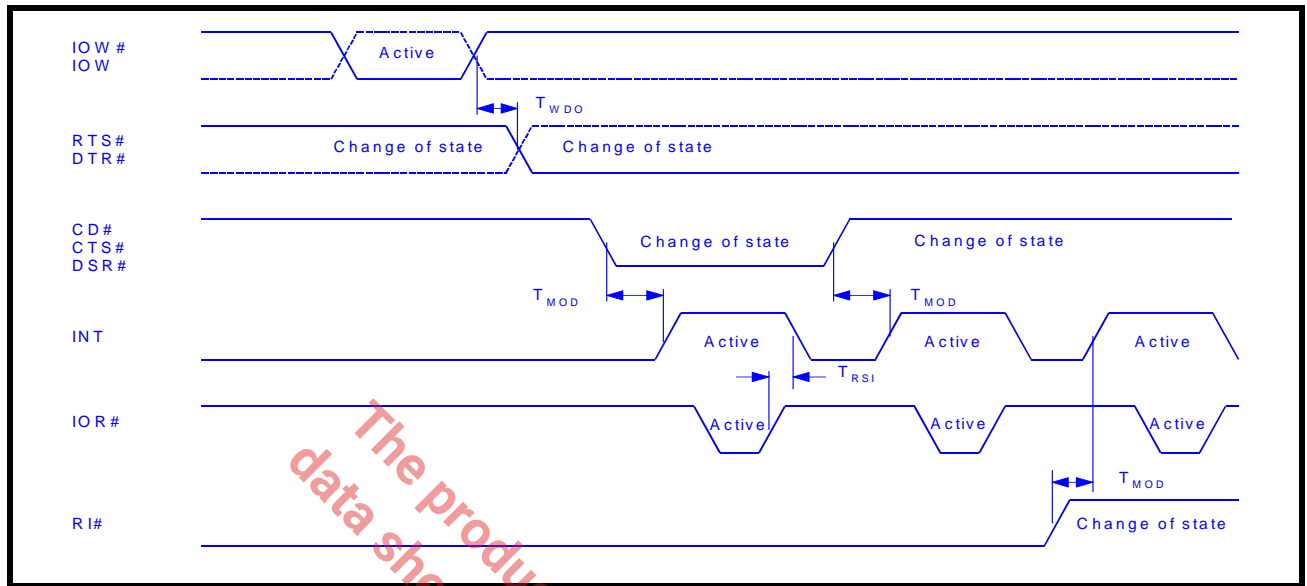 IOW#
IOW
Active
TWDO
RTS#
DTR#
Change of state
Change of state
CD#
CTS#
DSR#
Change of state
Change of state
TMOD
TMOD
INT
Active
Active
Active
TRSI
IOR#
Active
Active
Active
TMOD
RI#
Change of state
The produ
data she